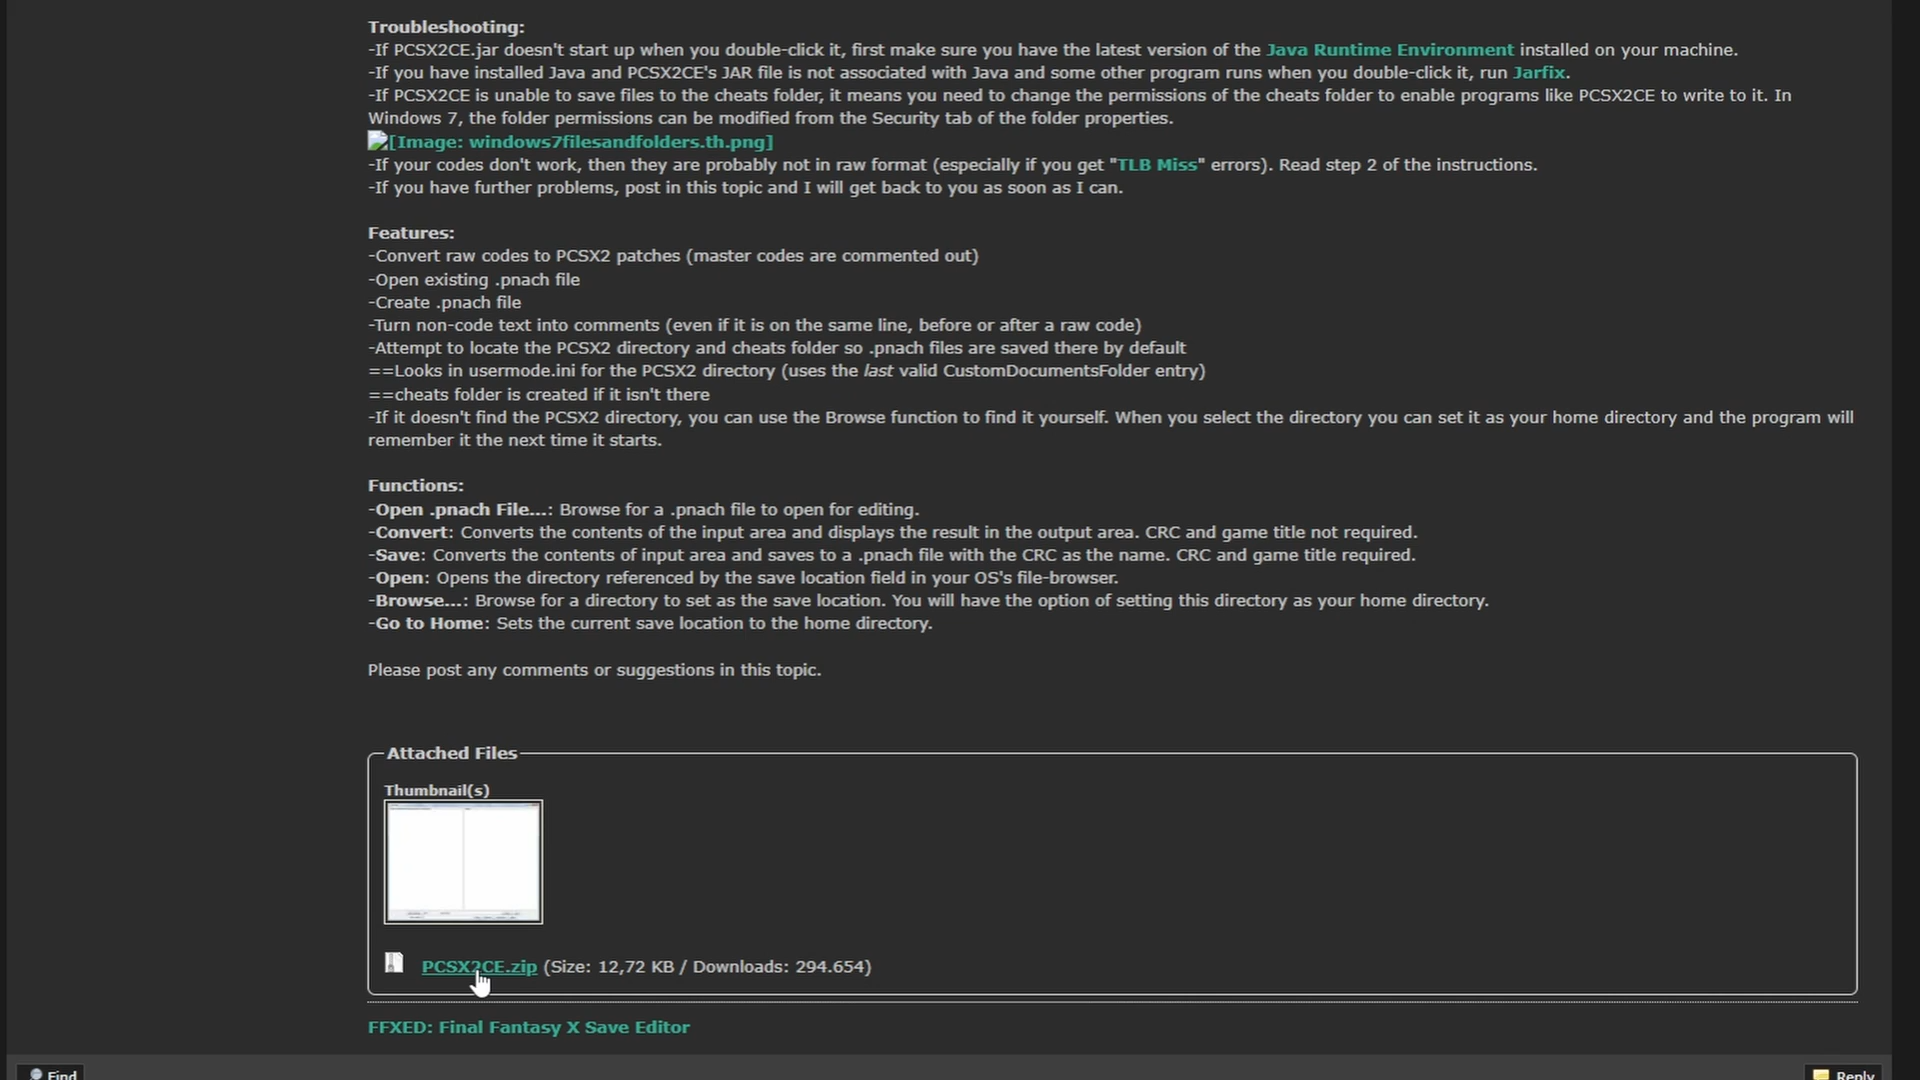 Troubleshooting:
-If PCSX2CE.jar doesn't start up when you double-click it, first make sure you have the latest version of the Java Runtime Environment installed on your machine.
-If you have installed Java and PCSX2CE's JAR file is not associated with Java and some other program runs when you double-click it, run Jarfix.
-If PCSX2CE is unable to save files to the cheats folder, it means you need to change the permissions of the cheats folder to enable programs like PCSX2CE to write to it. In
Windows 7, the folder permissions can be modified from the Security tab of the folder properties.
[Image: windows7filesandfolders.th.png]
-If your codes don't work, then they are probably not in raw format (especially if you get "TLB Miss" errors). Read step 2 of the instructions.
-If you have further problems, post in this topic and I will get back to you as soon as I can.
Features:
-Convert raw codes to PCSX2 patches (master codes are commented out)
-Open existing .pnach file
-Create .pnach file
-Turn non-code text into comments (even if it is on the same line, before or after a raw code)
-Attempt to locate the PCSX2 directory and cheats folder so .pnach files are saved there by default
==Looks in usermode.ini for the PCSX2 directory (uses the last valid CustomDocumentsFolder entry)
==cheats folder is created if it isn't there
-If it doesn't find the PCSX2 directory, you can use the Browse function to find it yourself. When you select the directory you can set it as your home directory and the program will
remember it the next time it starts.
Functions:
-Open .pnach File...: Browse for a .pnach file to open for editing.
-Convert: Converts the contents of the input area and displays the result in the output area. CRC and game title not required.
-Save: Converts the contents of input area and saves to a .pnach file with the CRC as the name. CRC and game title required.
-Open: Opens the directory referenced by the save location field in your OS's file-browser.
-Browse...: Browse for a directory to set as the save location. You will have the option of setting this directory as your home directory.
-Go to Home: Sets the current save location to the home directory.
Please post any comments or suggestions in this topic.
Attached Files
Thumbnail(s)
PCSX2CE.zip (Size: 12,72 KB / Downloads: 294.654)
FFXED: Final Fantasy X Save Editor
Find
Reply